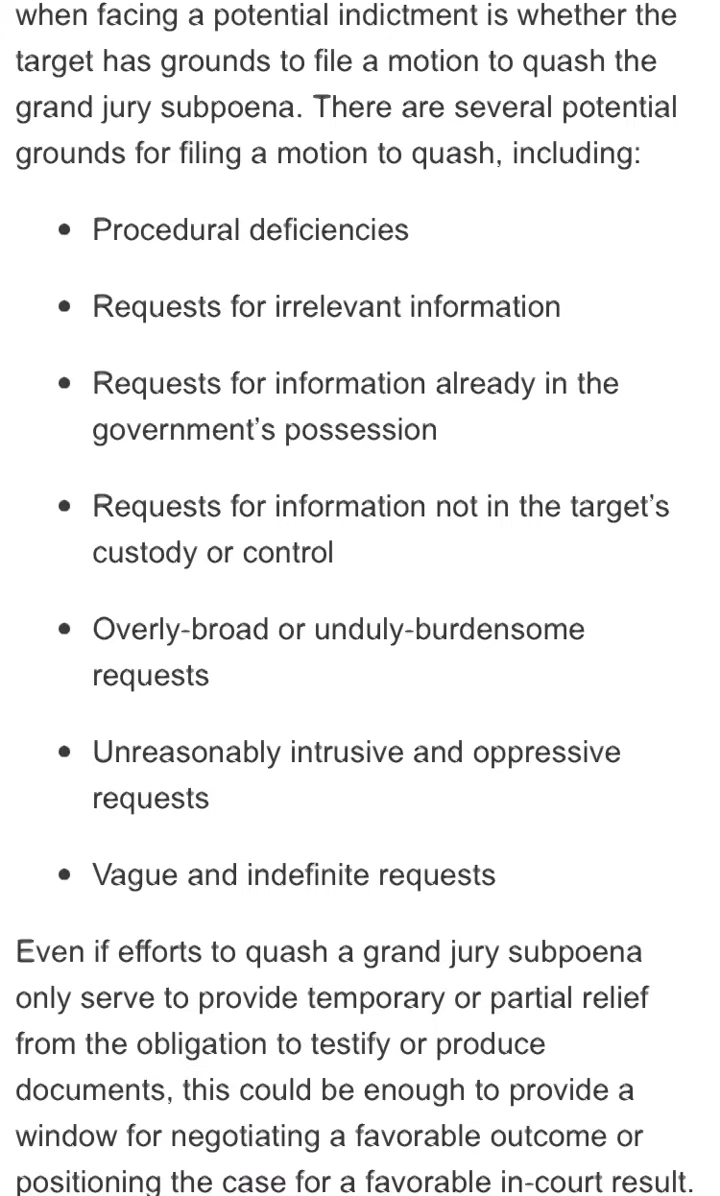 when facing a potential indictment is whether the
target has grounds to file a motion to quash the
grand jury subpoena. There are several potential
grounds for filing a motion to quash, including:
• Procedural deficiencies
• Requests for irrelevant information
• Requests for information already in the
government’s possession
• Requests for information not in the target’s
custody or control
• Overly-broad or unduly-burdensome
requests
• Unreasonably intrusive and oppressive
requests
• Vague and indefinite requests
Even if efforts to quash a grand jury subpoena
only serve to provide temporary or partial relief
from the obligation to testify or produce
documents, this could be enough to provide a
window for negotiating a favorable outcome or
positioning the case for a favorable in-court result.